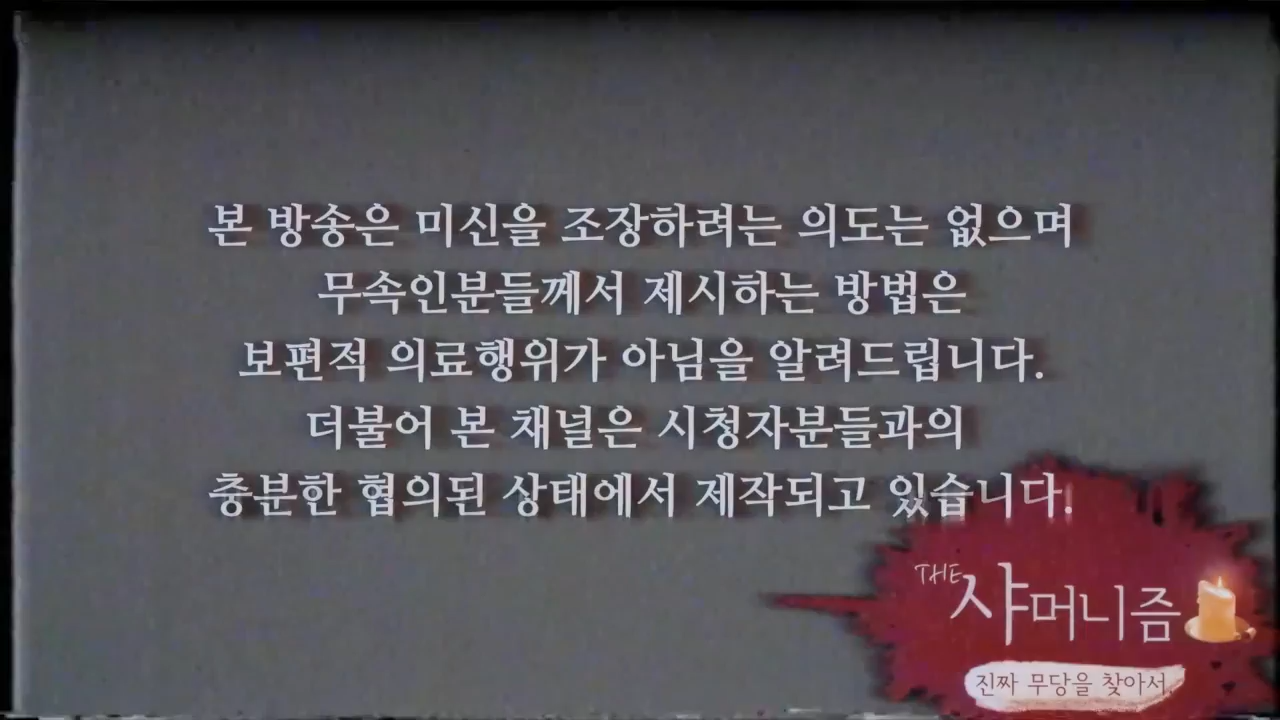 본 방송은 미신을 조장하려는 의도는 없으며
무속인분들께서 제시하는 방법은
보편적 의료행위가 아님을 알려드립니다.
더불어 본 채널은 시청자분들과의
충분한 협의된 상태에서 제작되고 있습니다.
THE 샤머니즘
진짜 무당을 찾아서